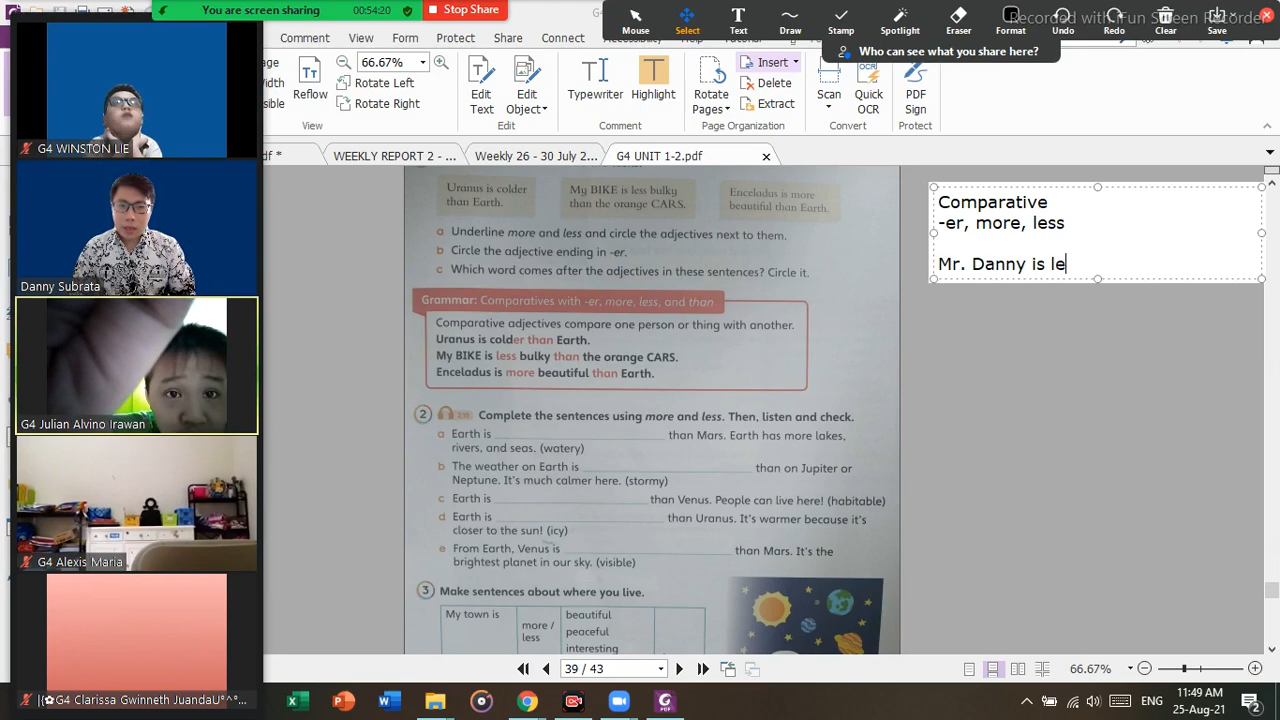 You are screen sharing
00:54:20
Stop Share
Mouse
Select
Text
Draw
Stamp
Spotlight
Eraser
Format
Undo
Redo
Clear
Save
Who can see what you share here?
Comment
View
Form
Protect
Share
Connect
66.67%
Reflow
Rotate Left
Rotate Right
View
Edit Text
Edit Object
Edit
Typewriter
Highlight
Comment
Rotate Pages
Insert
Delete
Extract
Page Organization
Scan
Quick OCR
Convert
PDF Sign
Protect
WEEKLY REPORT 2 - ...
Weekly 26 - 30 July 2...
G4 UNIT 1-2.pdf
G4 WINSTON LIE
Danny Subrata
G4 Julian Alvino Irawan
G4 Alexis Maria
G4 Clarissa Gwinneth Juanda
Uranus is colder than Earth.
My BIKE is less bulky than the orange CARS.
Enceladus is more beautiful than Earth.
a Underline more and less and circle the adjectives next to them.
b Circle the adjective ending in -er.
c Which word comes after the adjectives in these sentences? Circle it.
Grammar: Comparatives with -er, more, less, and than
Comparative adjectives compare one person or thing with another.
Uranus is colder than Earth.
My BIKE is less bulky than the orange CARS.
Enceladus is more beautiful than Earth.
2 Complete the sentences using more and less. Then, listen and check.
a Earth is ____ than Mars. Earth has more lakes,
rivers, and seas. (watery)
b The weather on Earth is ____ than on Jupiter or
Neptune. It's much calmer here. (stormy)
c Earth is ____ than Venus. People can live here! (habitable)
d Earth is ____ than Uranus. It's warmer because it's
closer to the sun! (icy)
e From Earth, Venus is ____ than Mars. It's the
brightest planet in our sky. (visible)
3 Make sentences about where you live.
My town is
more / less
beautiful
peaceful
interesting
Comparative
-er, more, less
Mr. Danny is le
39 / 43
66.67%
ENG
11:49 AM
25-Aug-21